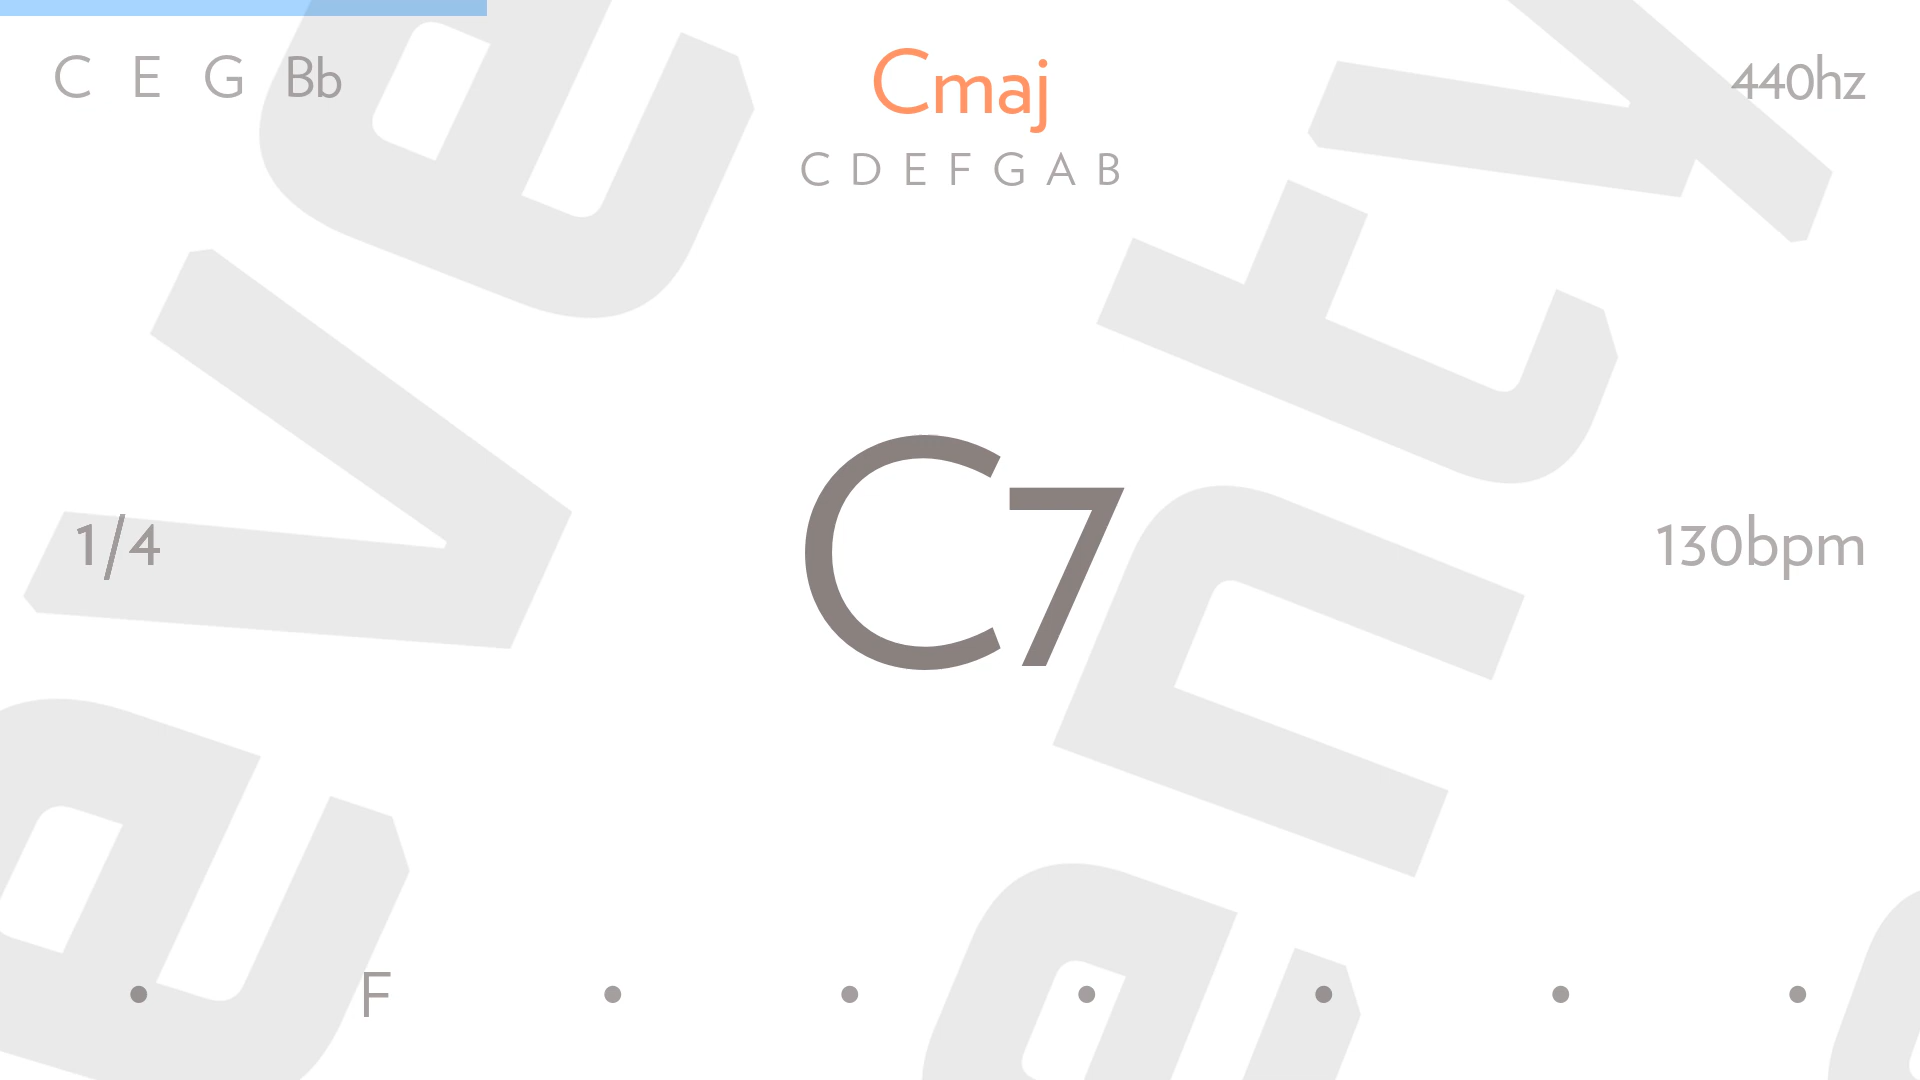 C E G Bb
Cmaj
440hz
C D E F G A B
1/4
C7
130bpm
• F • • • • • •